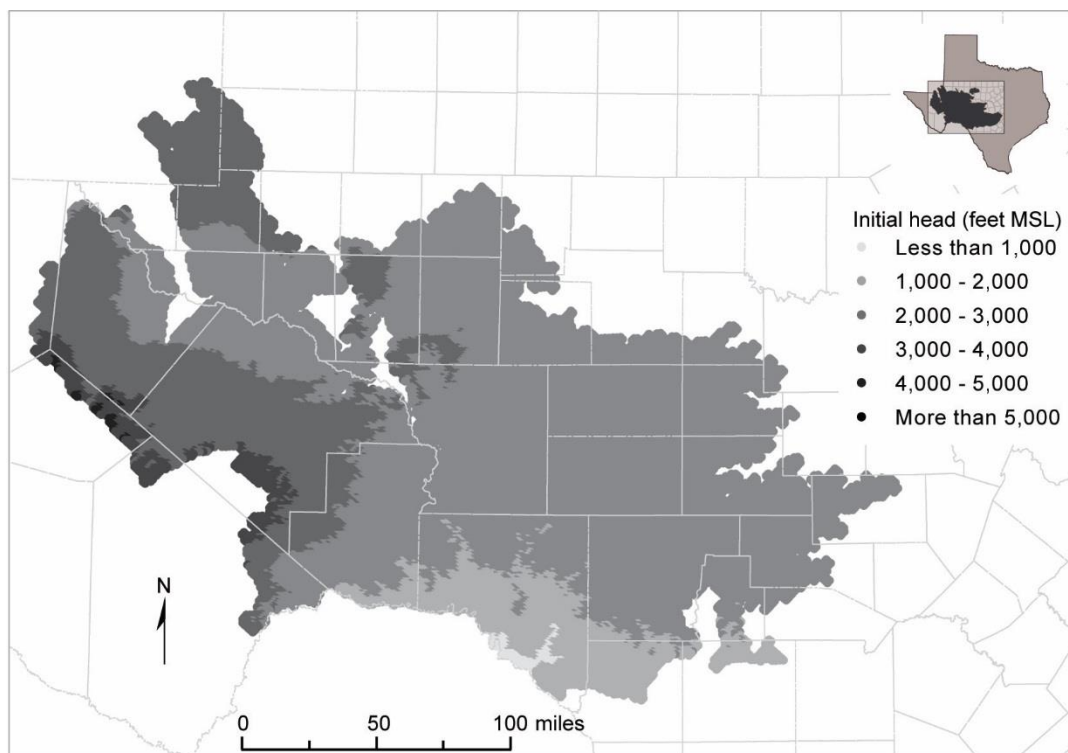 Initial head (feet MSL)
Less than 1,000
1,000 - 2,000
2,000 - 3,000
3,000 - 4,000
4,000 - 5,000
More than 5,000
N
0 50 100 miles